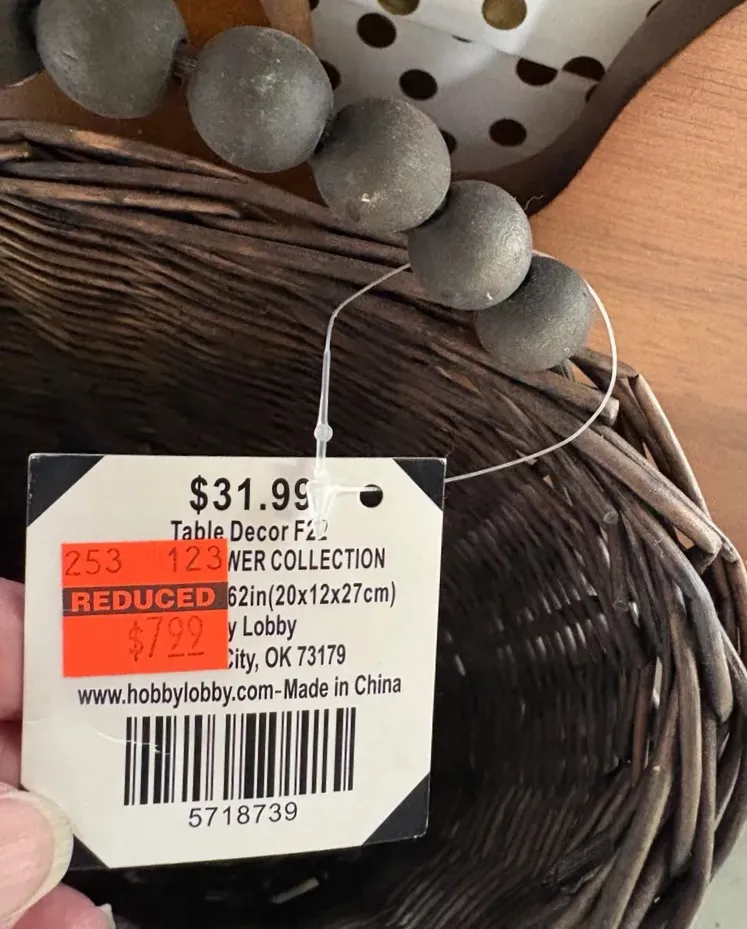 $31.99
Table Decor F22
253 123
WER COLLECTION
REDUCED
62in(20x12x27cm)
$7.99
y Lobby
City, OK 73179
www.hobbylobby.com-Made in China
5718739